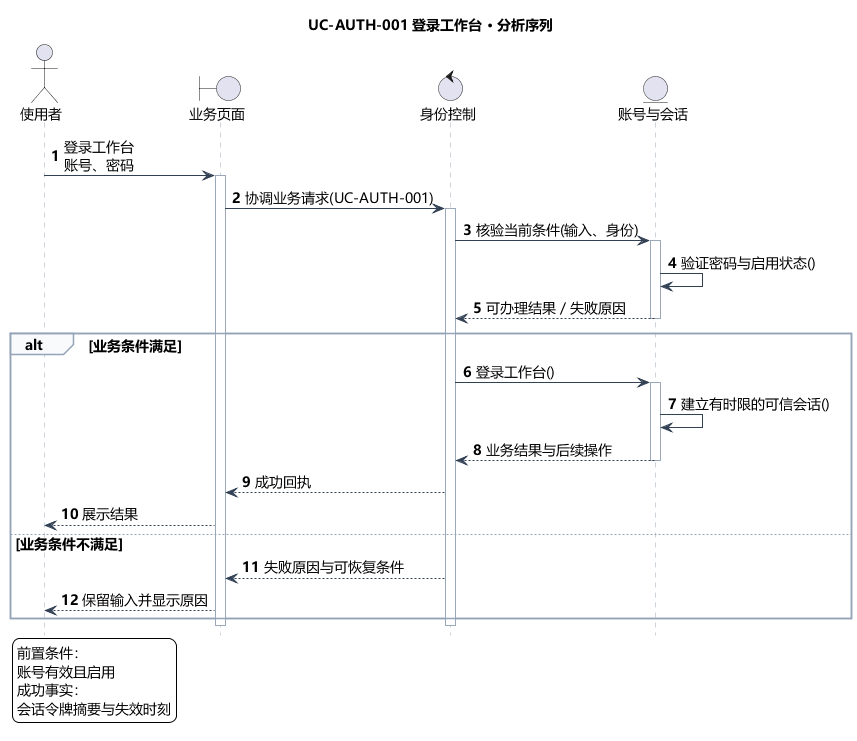 UC-AUTH-001 登录工作台・分析序列
使用者
业务页面
身份控制
账号与会话
1 登录工作台
账号、密码
2 协调业务请求(UC-AUTH-001)
3 核验当前条件(输入、身份)
4 验证密码与启用状态()
5 可办理结果 / 失败原因
alt [业务条件满足]
6 登录工作台()
7 建立有时限的可信会话()
8 业务结果与后续操作
9 成功回执
10 展示结果
[业务条件不满足]
11 失败原因与可恢复条件
12 保留输入并显示原因
前置条件：
账号有效且启用
成功事实：
会话令牌摘要与失效时刻